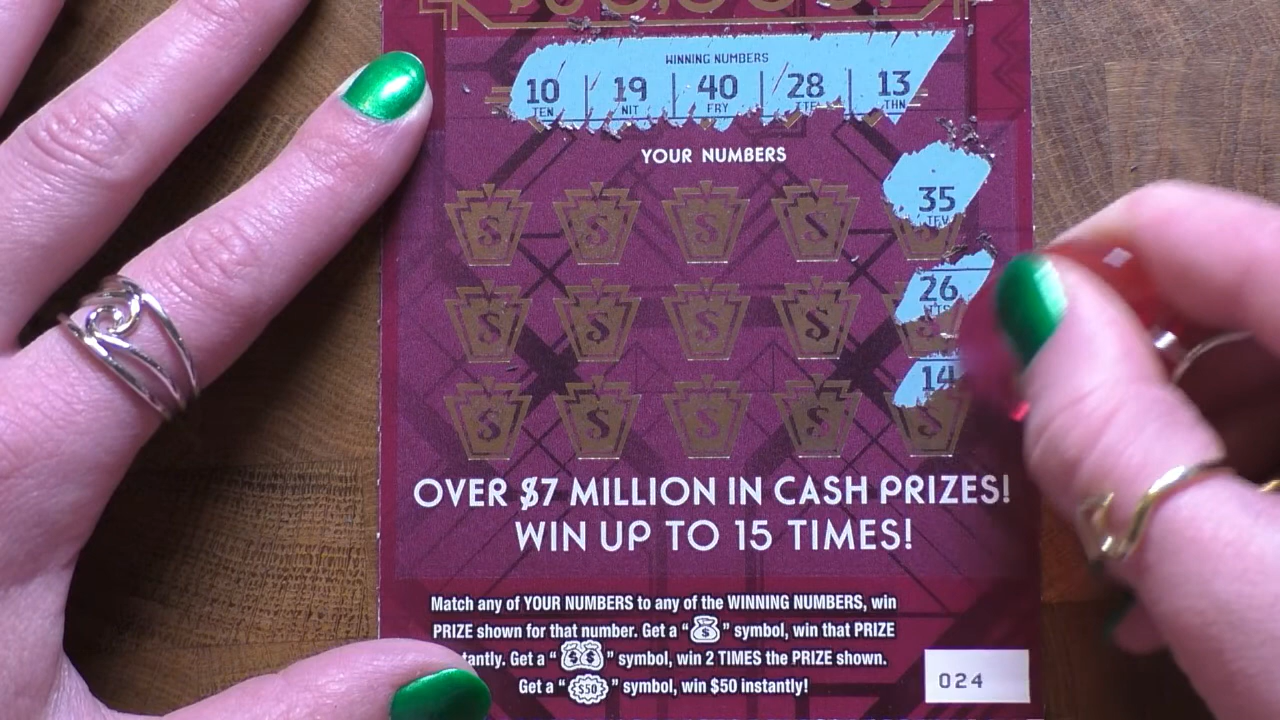 WINNING NUMBERS
10 19 40 28 13
TEN NIT FRY TTE THN
YOUR NUMBERS
35
26
14
OVER $7 MILLION IN CASH PRIZES!
WIN UP TO 15 TIMES!
Match any of YOUR NUMBERS to any of the WINNING NUMBERS, win
PRIZE shown for that number. Get a " $ " symbol, win that PRIZE
tantly. Get a " $ $ " symbol, win 2 TIMES the PRIZE shown.
Get a " $50 " symbol, win $50 instantly!
024